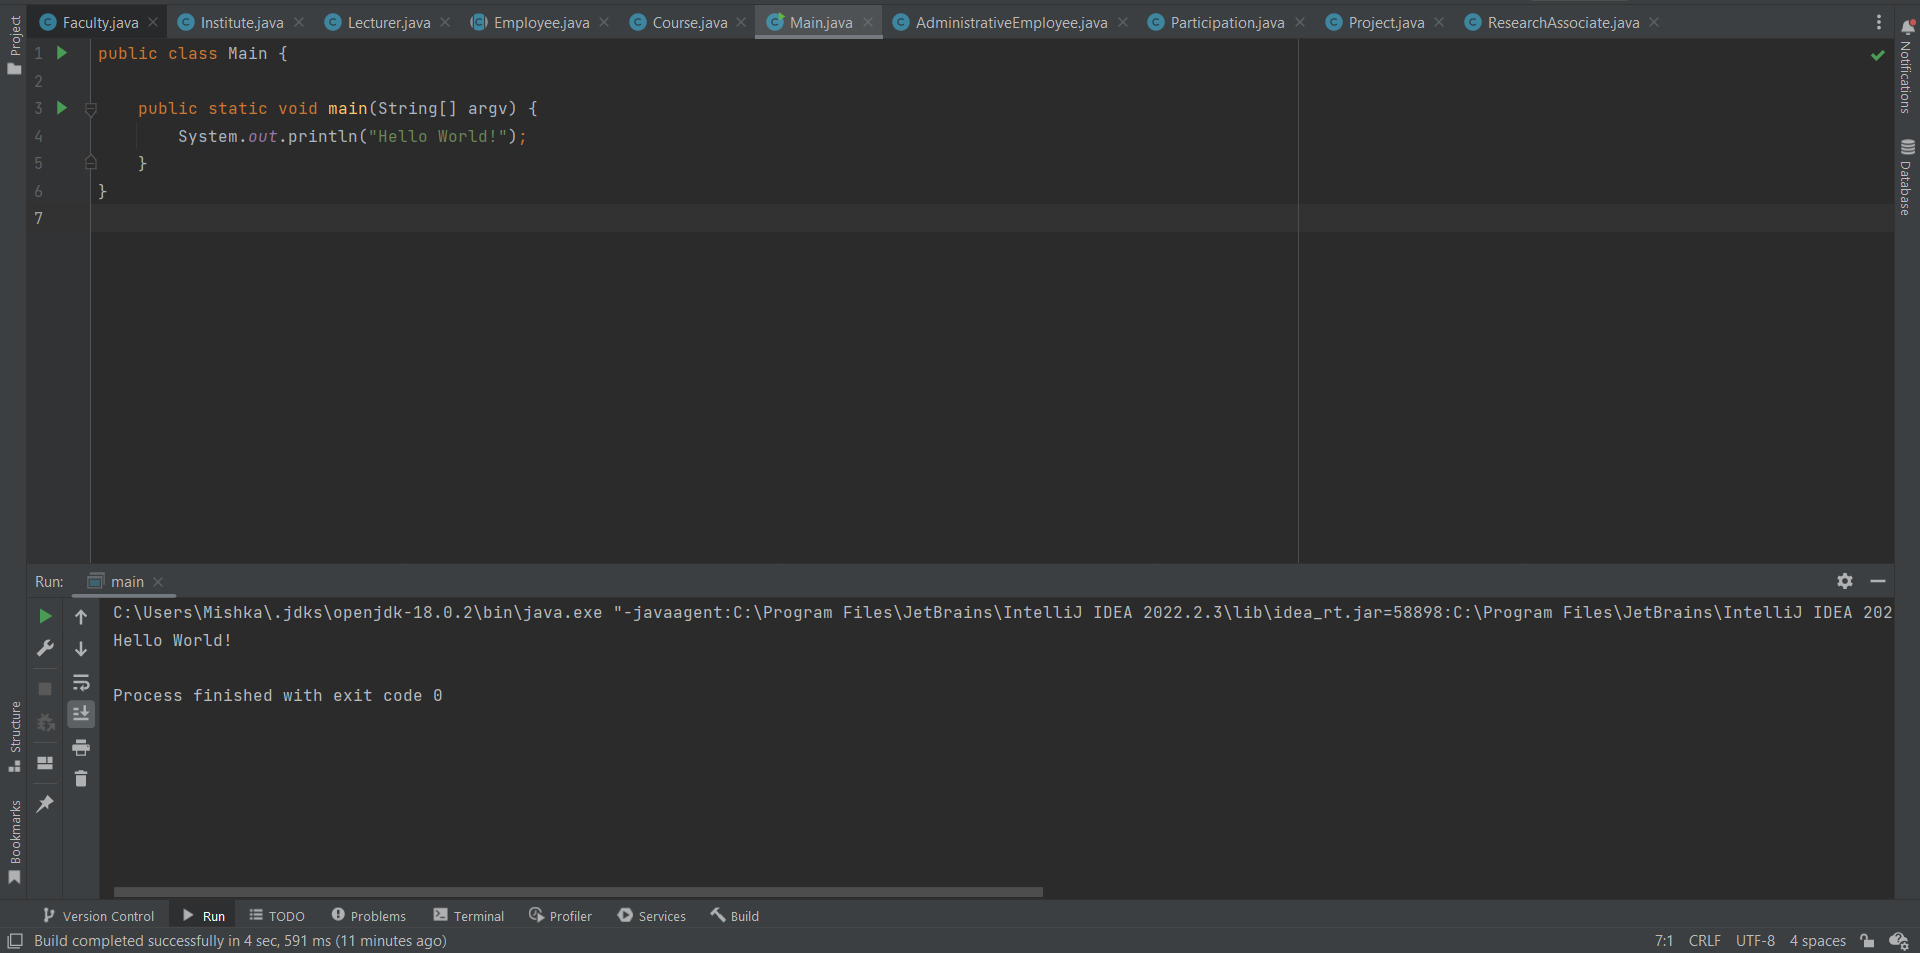 Faculty.java Institute.java Lecturer.java Employee.java Course.java Main.java AdministrativeEmployee.java Participation.java Project.java ResearchAssociate.java
Project
Notifications
Database
1 public class Main {
2
3 public static void main(String[] argv) {
4 System.out.println("Hello World!");
5 }
6 }
7
Run: main
C:\Users\Mishka\.jdks\openjdk-18.0.2\bin\java.exe "-javaagent:C:\Program Files\JetBrains\IntelliJ IDEA 2022.2.3\lib\idea_rt.jar=58898:C:\Program Files\JetBrains\IntelliJ IDEA 202
Hello World!
Process finished with exit code 0
Structure
Bookmarks
Version Control Run TODO Problems Terminal Profiler Services Build
Build completed successfully in 4 sec, 591 ms (11 minutes ago) 7:1 CRLF UTF-8 4 spaces